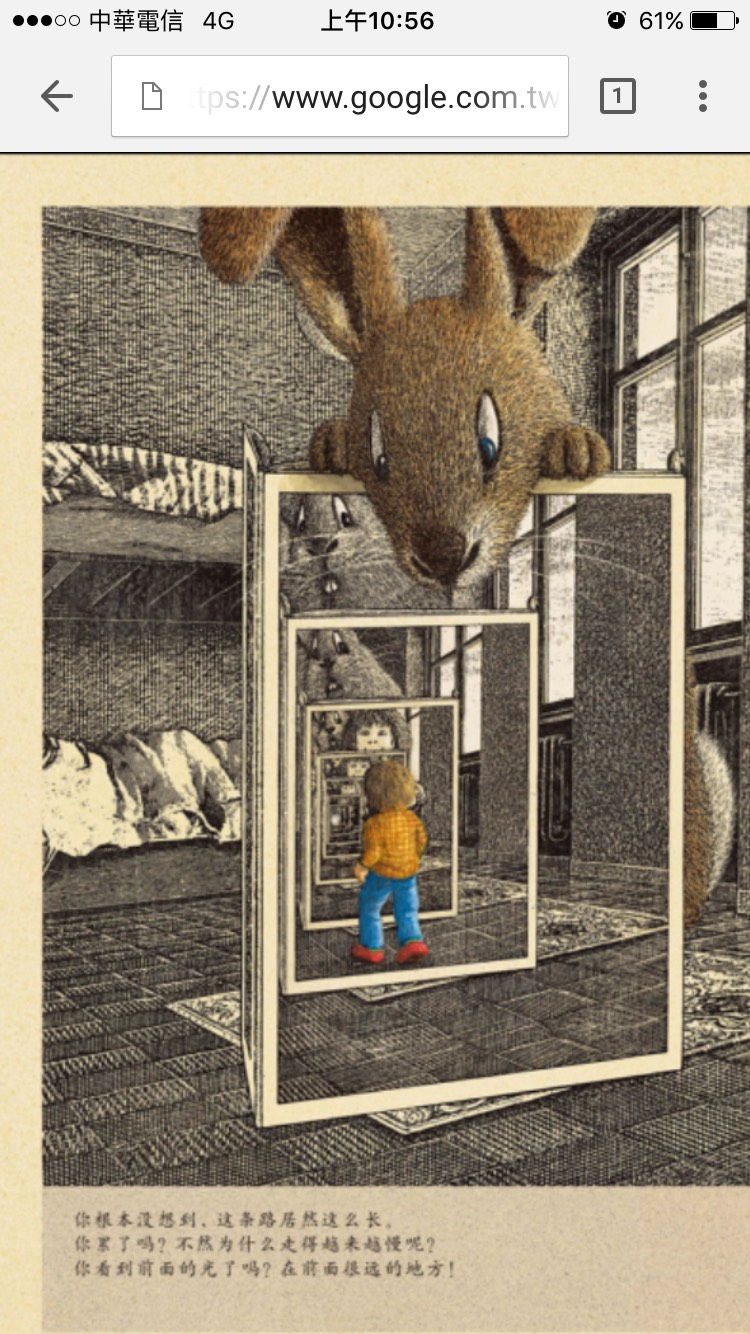 中華電信 4G 上午10:56 61%
tps://www.google.com.tw
1
你根本没想到，这条路居然这么长。
你累了吗？不然为什么走得越来越慢呢？
你看到前面的光了吗？在前面很远的地方！